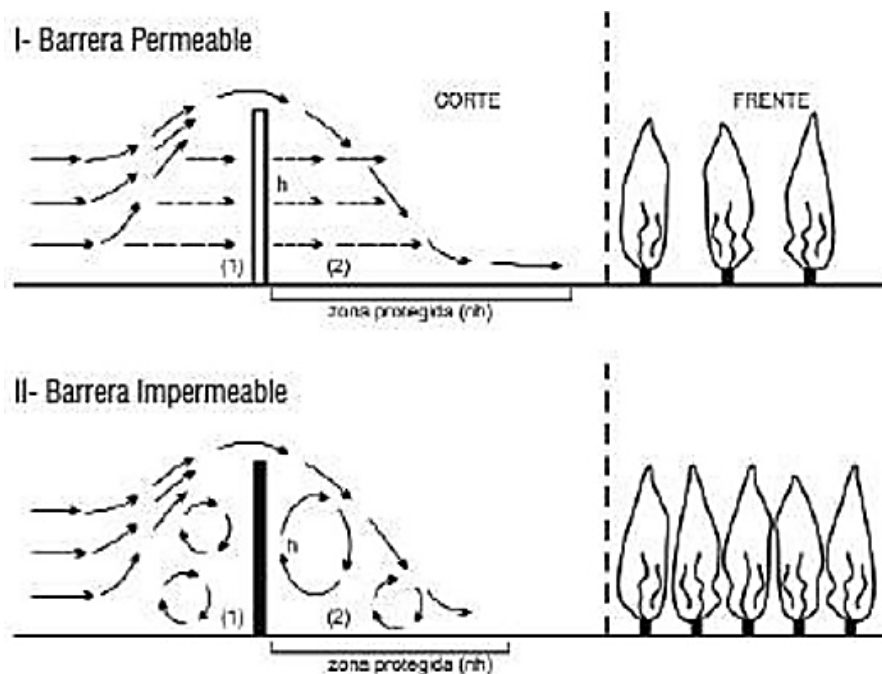 I- Barrera Permeable
CORTE
FRENTE
h
(1)
(2)
zona protegida (nh)
II- Barrera Impermeable
h
(1)
(2)
zona protegida (nh)